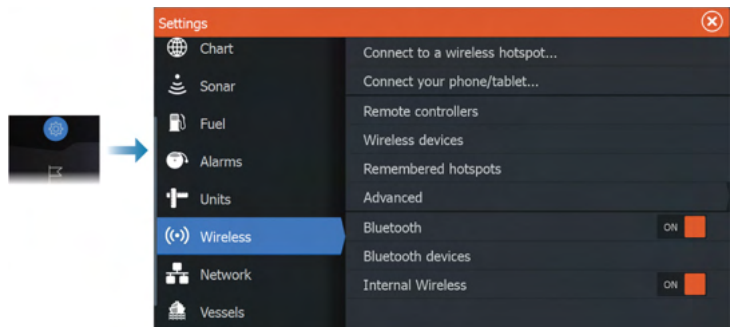 Settings
Chart
Sonar
Fuel
Alarms
Units
Wireless
Network
Vessels
Connect to a wireless hotspot...
Connect your phone/tablet...
Remote controllers
Wireless devices
Remembered hotspots
Advanced
Bluetooth ON
Bluetooth devices
Internal Wireless ON